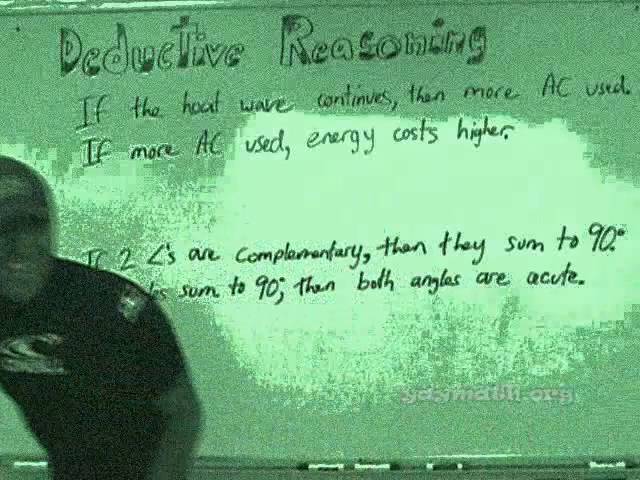 Deductive Reasoning
If the heat wave continues, then more AC used.
If more AC used, energy costs higher.
If 2 ∠'s are complementary, then they sum to 90°.
∠'s sum to 90°, then both angles are acute.
yaymath.org